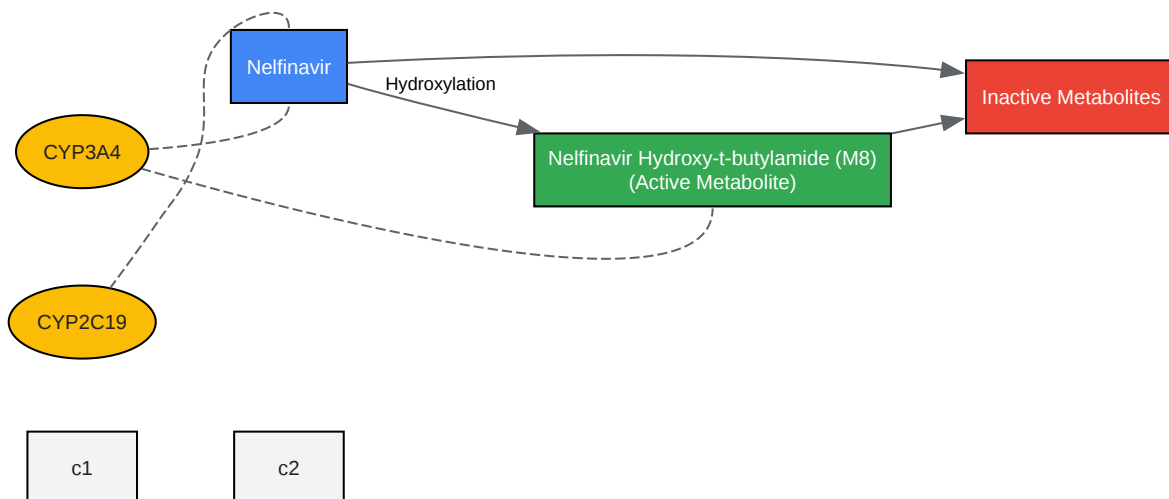 Nelfinavir
Hydroxylation
Inactive Metabolites
CYP3A4
Nelfinavir Hydroxy-t-butylamide (M8)
(Active Metabolite)
CYP2C19
c1
c2